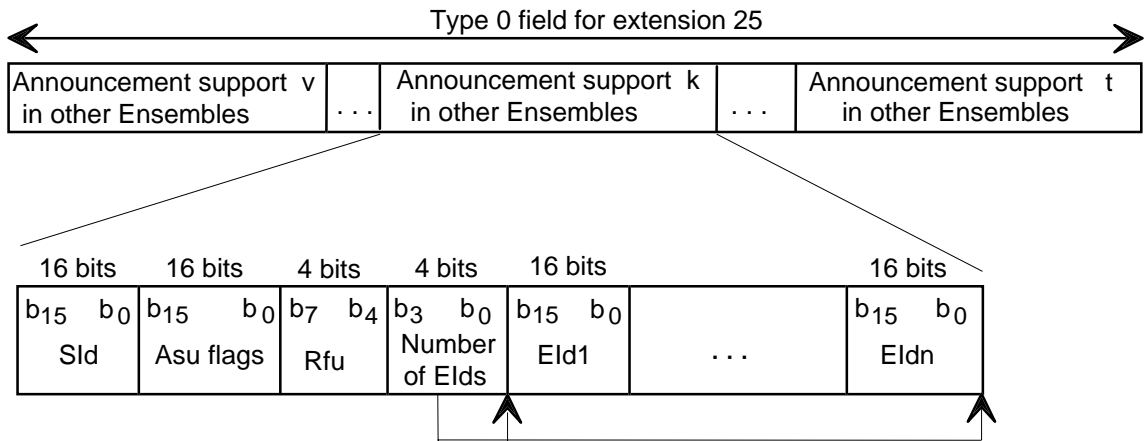 Type 0 field for extension 25
Announcement support v
in other Ensembles
. . .
Announcement support k
in other Ensembles
. . .
Announcement support t
in other Ensembles
16 bits 16 bits 4 bits 4 bits 16 bits 16 bits
b15 b0 b15 b0 b7 b4 b3 b0 b15 b0 b15 b0
SId Asu flags Rfu Number of EIds EId1 . . . EIdn